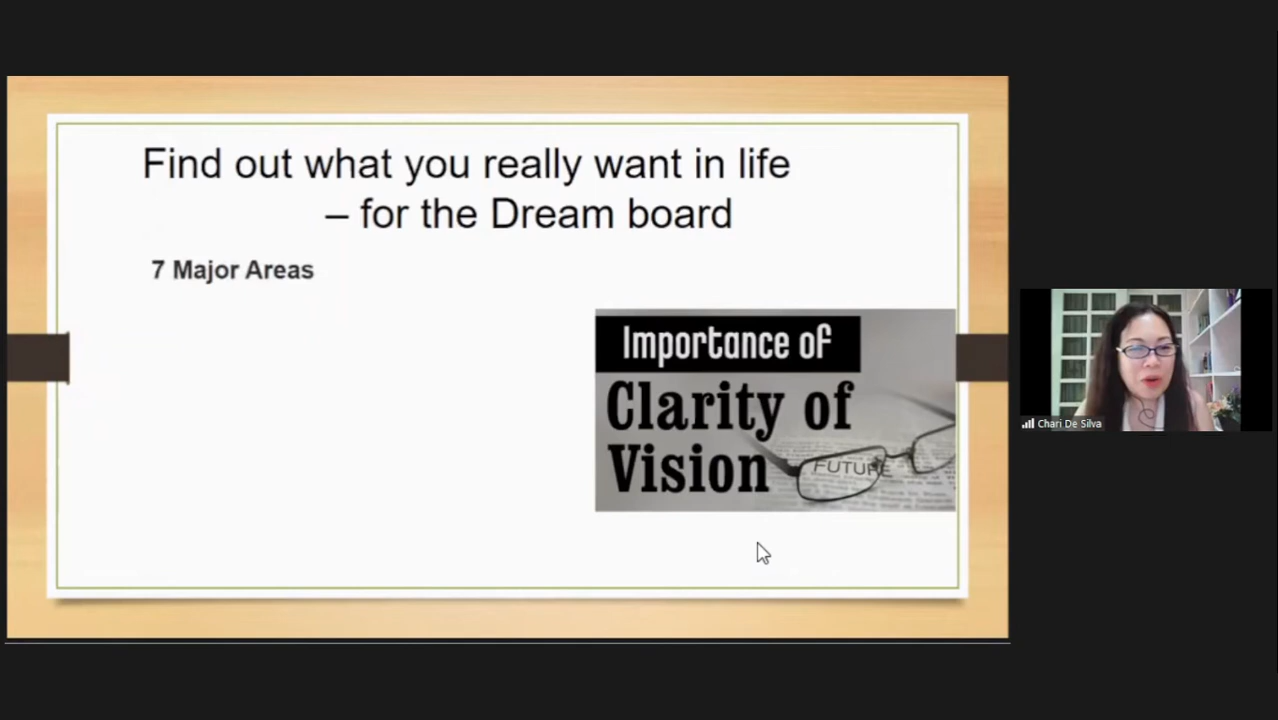 Find out what you really want in life
– for the Dream board
7 Major Areas
Importance of
Clarity of
Vision
FUTURE
Chari De Silva